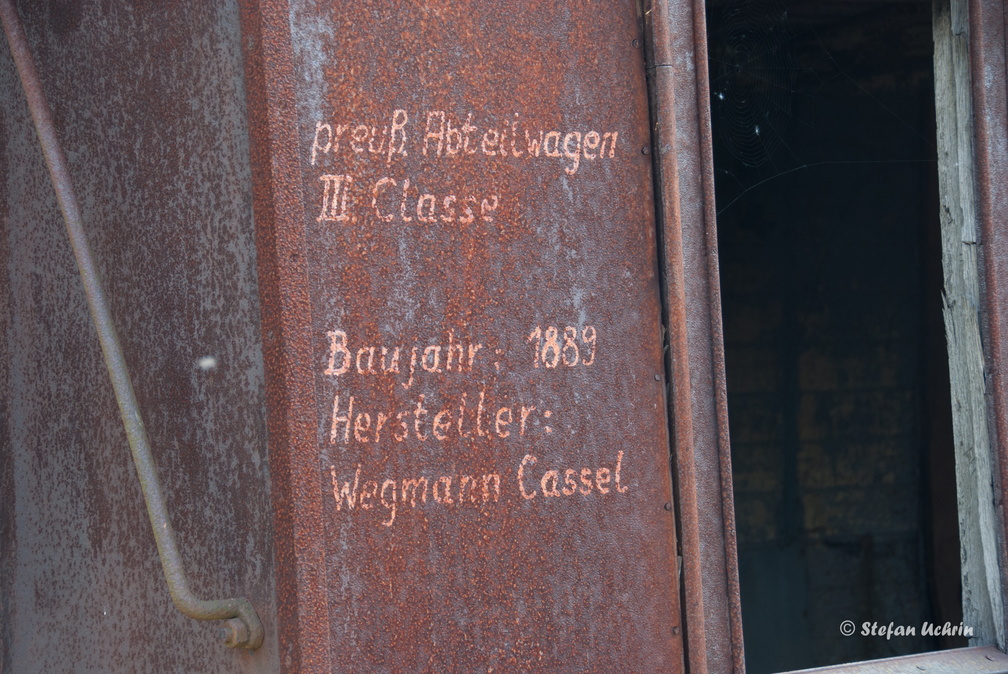 preuß. Abteilwagen
III. Classe
Baujahr: 1889
Hersteller:
Wegmann Cassel
© Stefan Uchrin